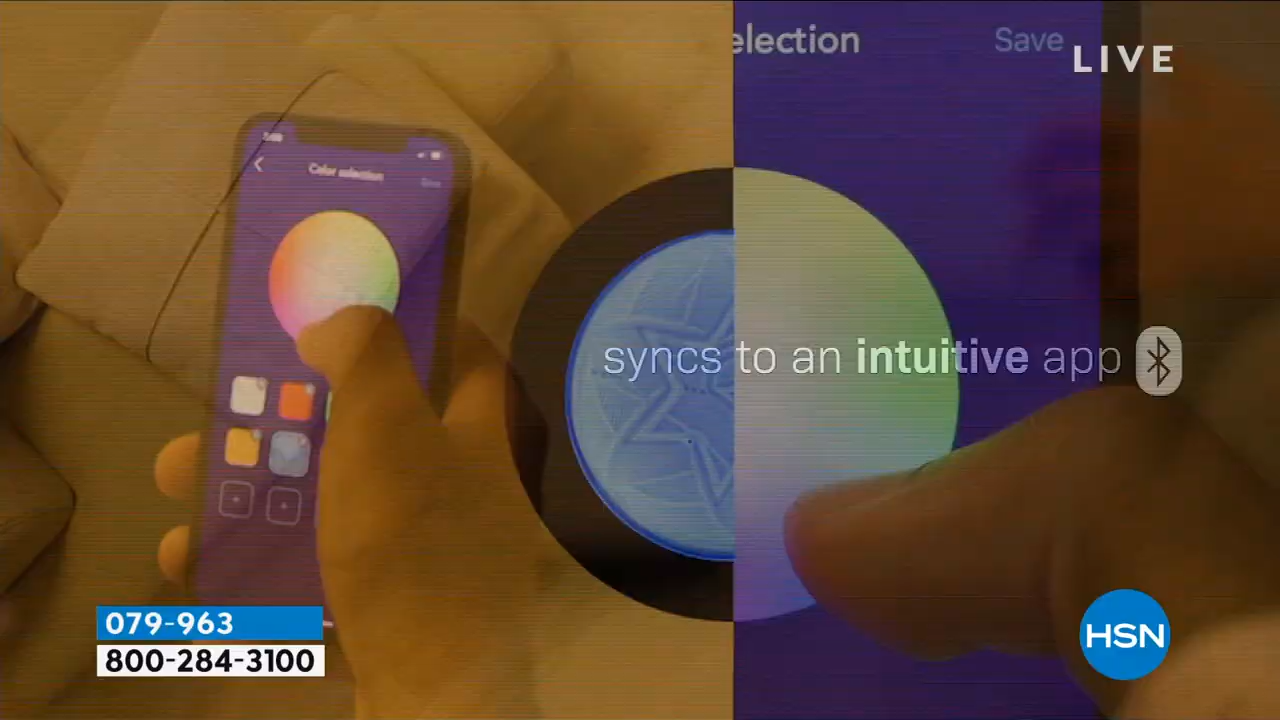 election
Save
LIVE
Color selection
syncs to an intuitive app
079-963
800-284-3100
HSN